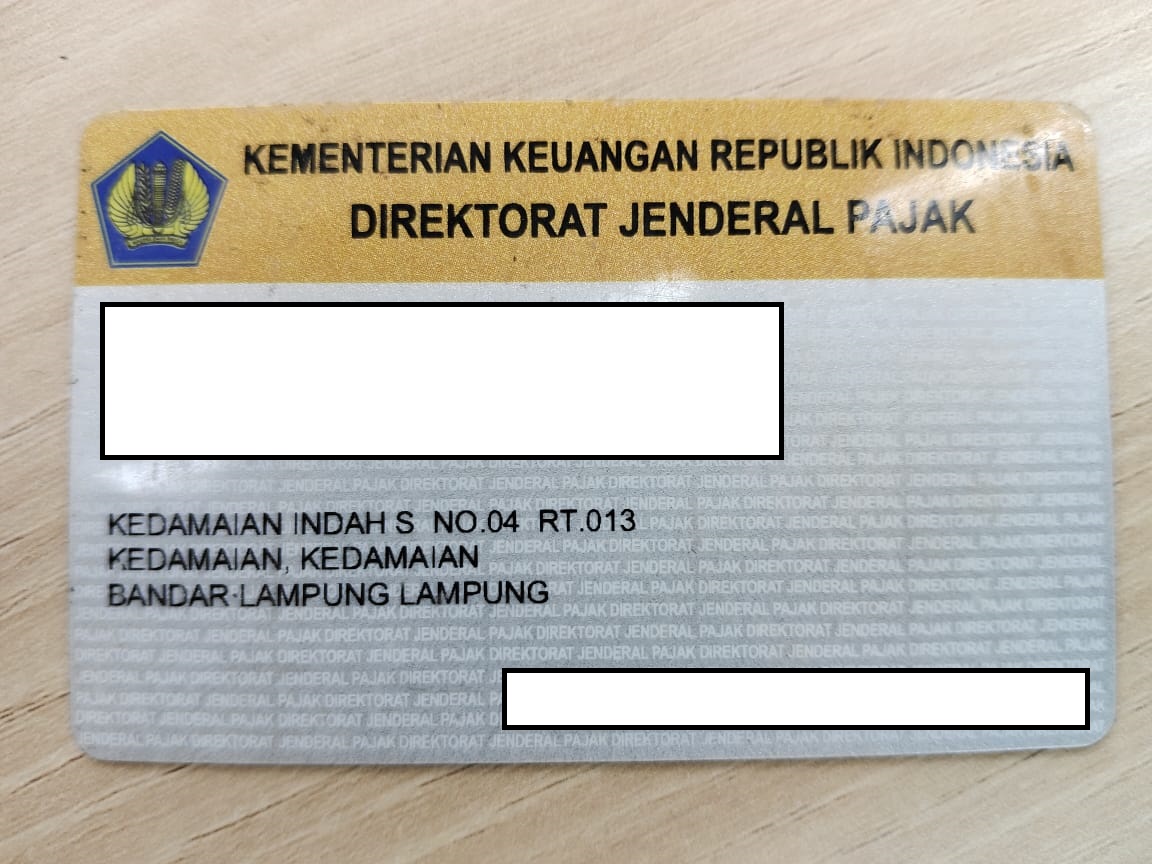 KEMENTERIAN KEUANGAN REPUBLIK INDONESIA
DIREKTORAT JENDERAL PAJAK
KEDAMAIAN INDAH S NO.04 RT.013
KEDAMAIAN, KEDAMAIAN
BANDAR LAMPUNG LAMPUNG